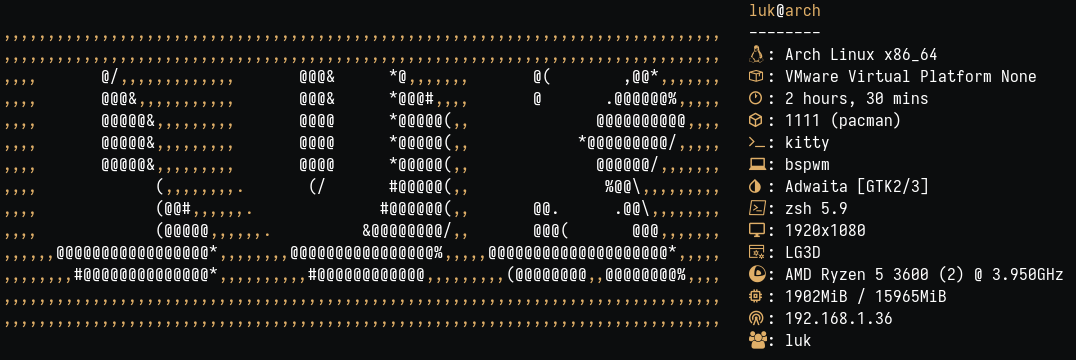 LUK
luk@arch
--------
: Arch Linux x86_64
: VMware Virtual Platform None
: 2 hours, 30 mins
: 1111 (pacman)
: kitty
: bspwm
: Adwaita [GTK2/3]
: zsh 5.9
: 1920x1080
: LG3D
: AMD Ryzen 5 3600 (2) @ 3.950GHz
: 1902MiB / 15965MiB
: 192.168.1.36
: luk